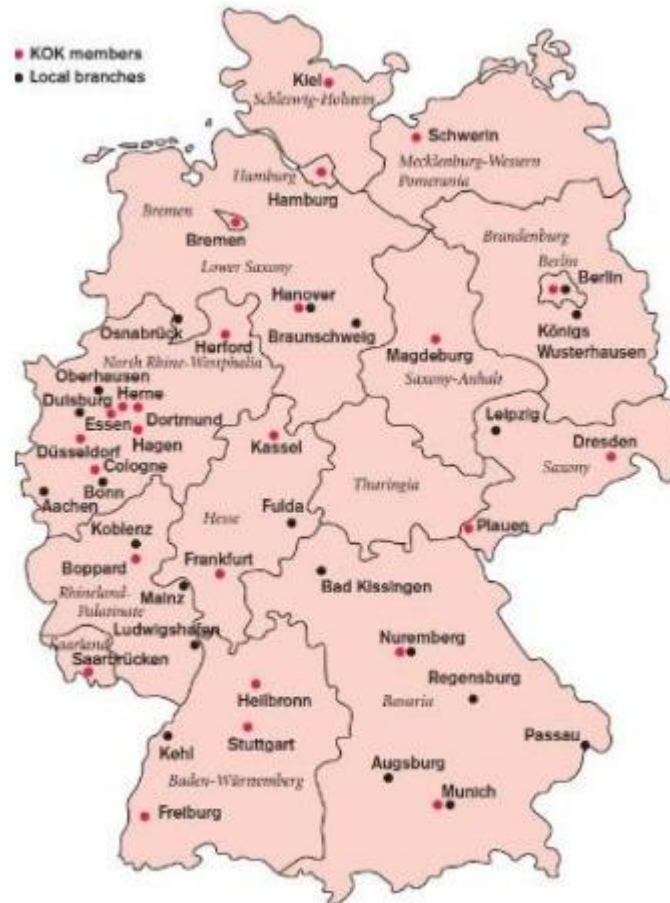 KOK members
Local branches
Kiel
Schleswig-Holstein
Schwerin
Mecklenburg-Western
Pomerania
Hamburg
Hamburg
Bremen
Bremen
Lower Saxony
Brandenburg
Berlin
Berlin
Hanover
Osnabrück
Braunschweig
Königs
Wusterhausen
Herford
Magdeburg
North Rhine-Westphalia
Saxony-Anhalt
Oberhausen
Duisburg
Herne
Essen
Dortmund
Leipzig
Hagen
Düsseldorf
Kassel
Dresden
Cologne
Saxony
Bonn
Thuringia
Aachen
Fulda
Hesse
Koblenz
Plauen
Boppard
Frankfurt
Bad Kissingen
Rhineland-
Palatinate
Mainz
Ludwigshafen
Saarland
Saarbrücken
Nuremberg
Regensburg
Heilbronn
Bavaria
Stuttgart
Kehl
Passau
Augsburg
Baden-Württemberg
Munich
Freiburg